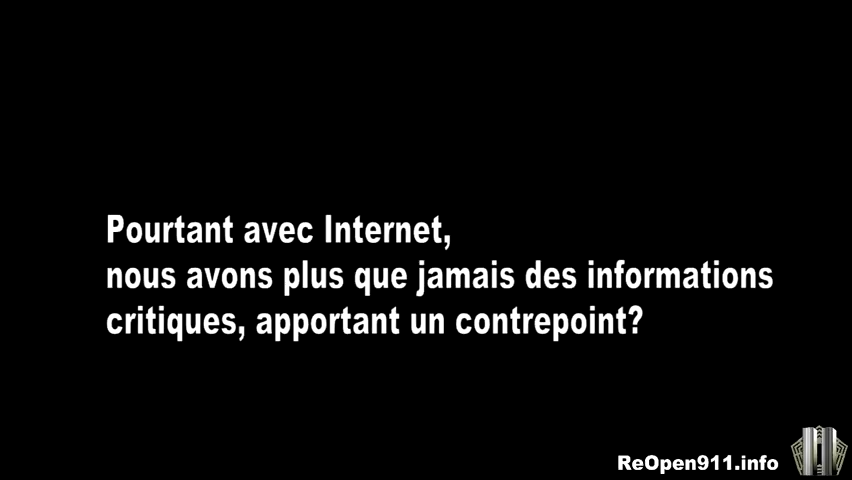 Pourtant avec Internet,
nous avons plus que jamais des informations
critiques, apportant un contrepoint?
ReOpen911.info